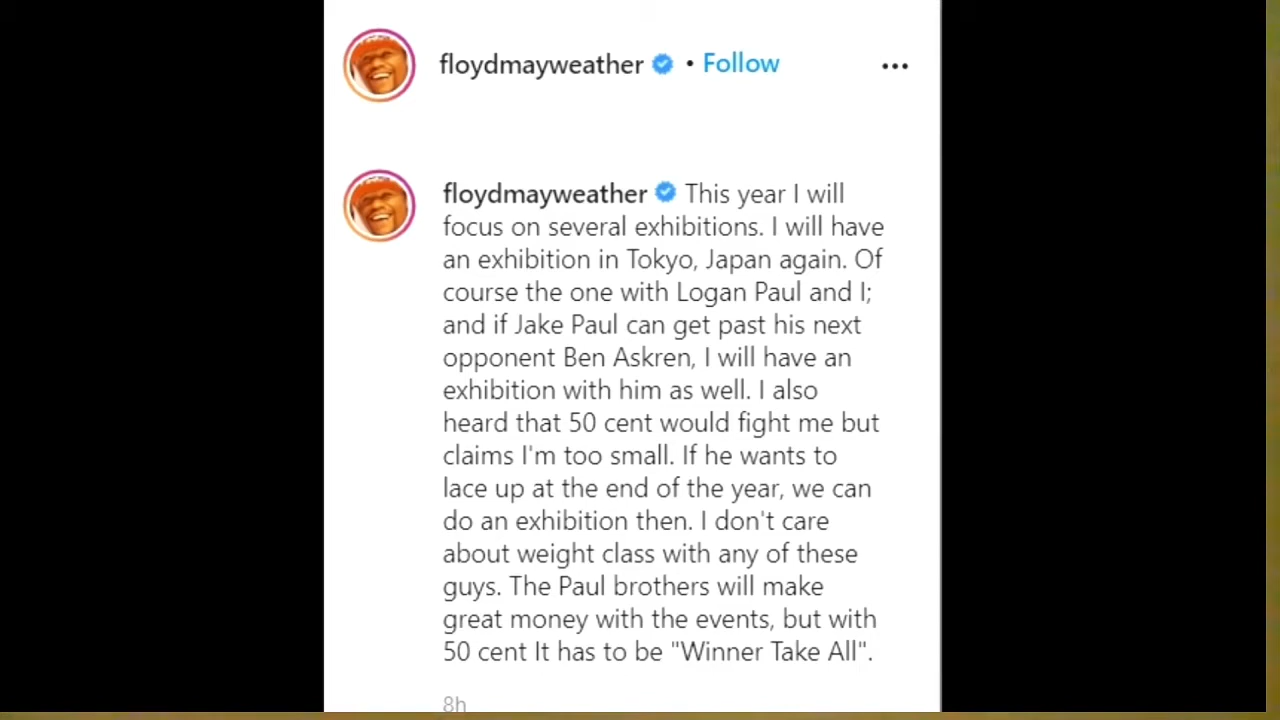 floydmayweather • Follow ...
floydmayweather This year I will
focus on several exhibitions. I will have
an exhibition in Tokyo, Japan again. Of
course the one with Logan Paul and I;
and if Jake Paul can get past his next
opponent Ben Askren, I will have an
exhibition with him as well. I also
heard that 50 cent would fight me but
claims I'm too small. If he wants to
lace up at the end of the year, we can
do an exhibition then. I don't care
about weight class with any of these
guys. The Paul brothers will make
great money with the events, but with
50 cent It has to be "Winner Take All".
8h